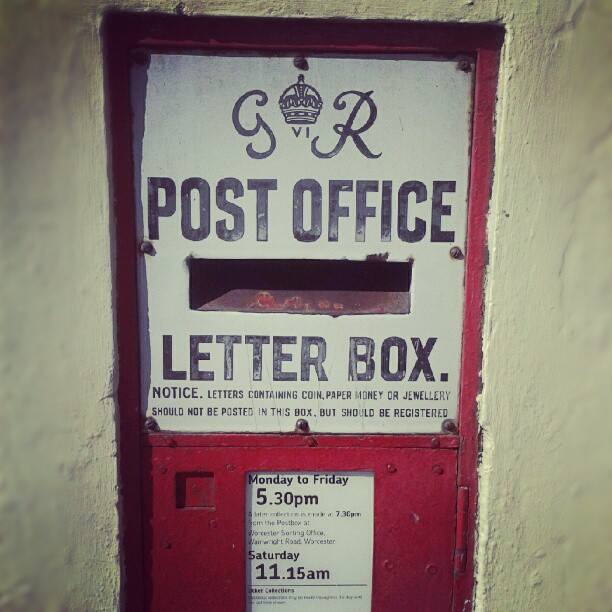 G VI R
POST OFFICE
LETTER BOX.
NOTICE. LETTERS CONTAINING COIN, PAPER MONEY OR JEWELLERY
SHOULD NOT BE POSTED IN THIS BOX, BUT SHOULD BE REGISTERED
Monday to Friday
5.30pm
A later collection is made at 7.30pm
from the Postbox at
Worcester Sorting Office,
Wainwright Road, Worcester
Saturday
11.15am
Other Collections